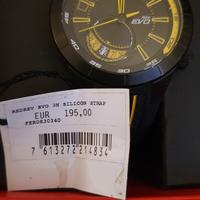 EVO
REDREV EVO 3H SILICON STRAP
EUR 195,00
FER0830340
7 613272 214834